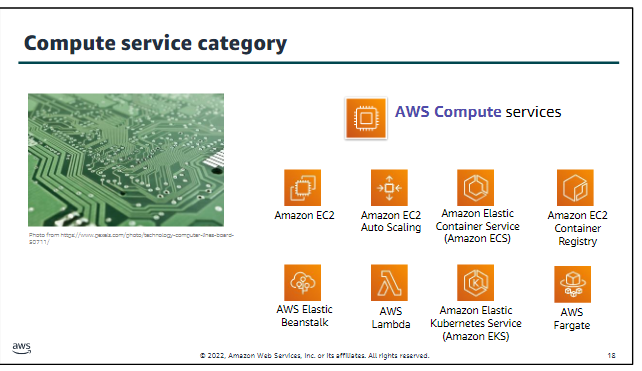 Compute service category
AWS Compute services
Photo from https://www.pexels.com/photo/technology-computer-lines-board-
50711/
Amazon EC2
Amazon EC2
Auto Scaling
Amazon Elastic
Container Service
(Amazon ECS)
Amazon EC2
Container
Registry
AWS Elastic
Beanstalk
AWS
Lambda
Amazon Elastic
Kubernetes Service
(Amazon EKS)
AWS
Fargate
aws
© 2022, Amazon Web Services, Inc. or its affiliates. All rights reserved.
18